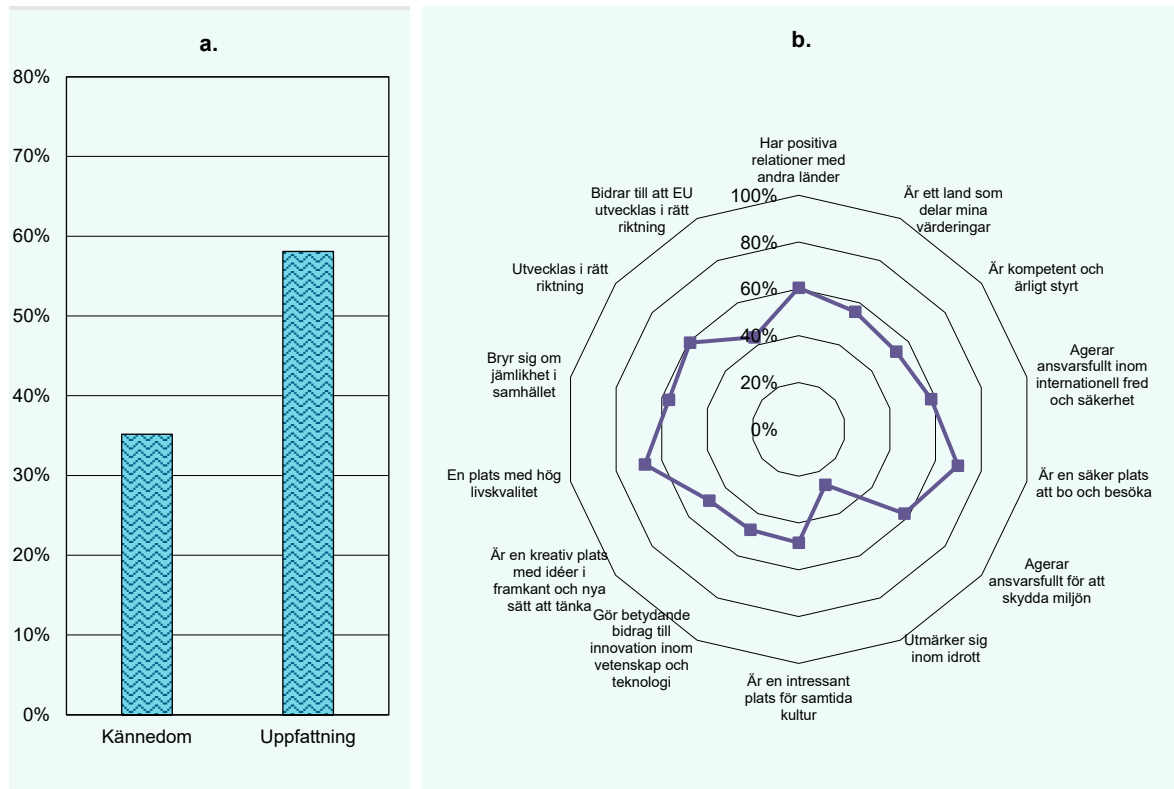 a.
80%
70%
60%
50%
40%
30%
20%
10%
0%
Kännedom
Uppfattning
b.
Har positiva
relationer med
andra länder
Är ett land som
delar mina
värderingar
Är kompetent och
ärligt styrt
Agerar
ansvarsfullt inom
internationell fred
och säkerhet
Är en säker plats
att bo och besöka
Agerar
ansvarsfullt för att
skydda miljön
Utmärker sig
inom idrott
Är en intressant
plats för samtida
kultur
Gör betydande
bidrag till
innovation inom
vetenskap och
teknologi
Är en kreativ plats
med idéer i
framkant och nya
sätt att tänka
En plats med hög
livskvalitet
Bryr sig om
jämlikhet i
samhället
Utvecklas i rätt
riktning
Bidrar till att EU
utvecklas i rätt
riktning
100%
80%
60%
40%
20%
0%